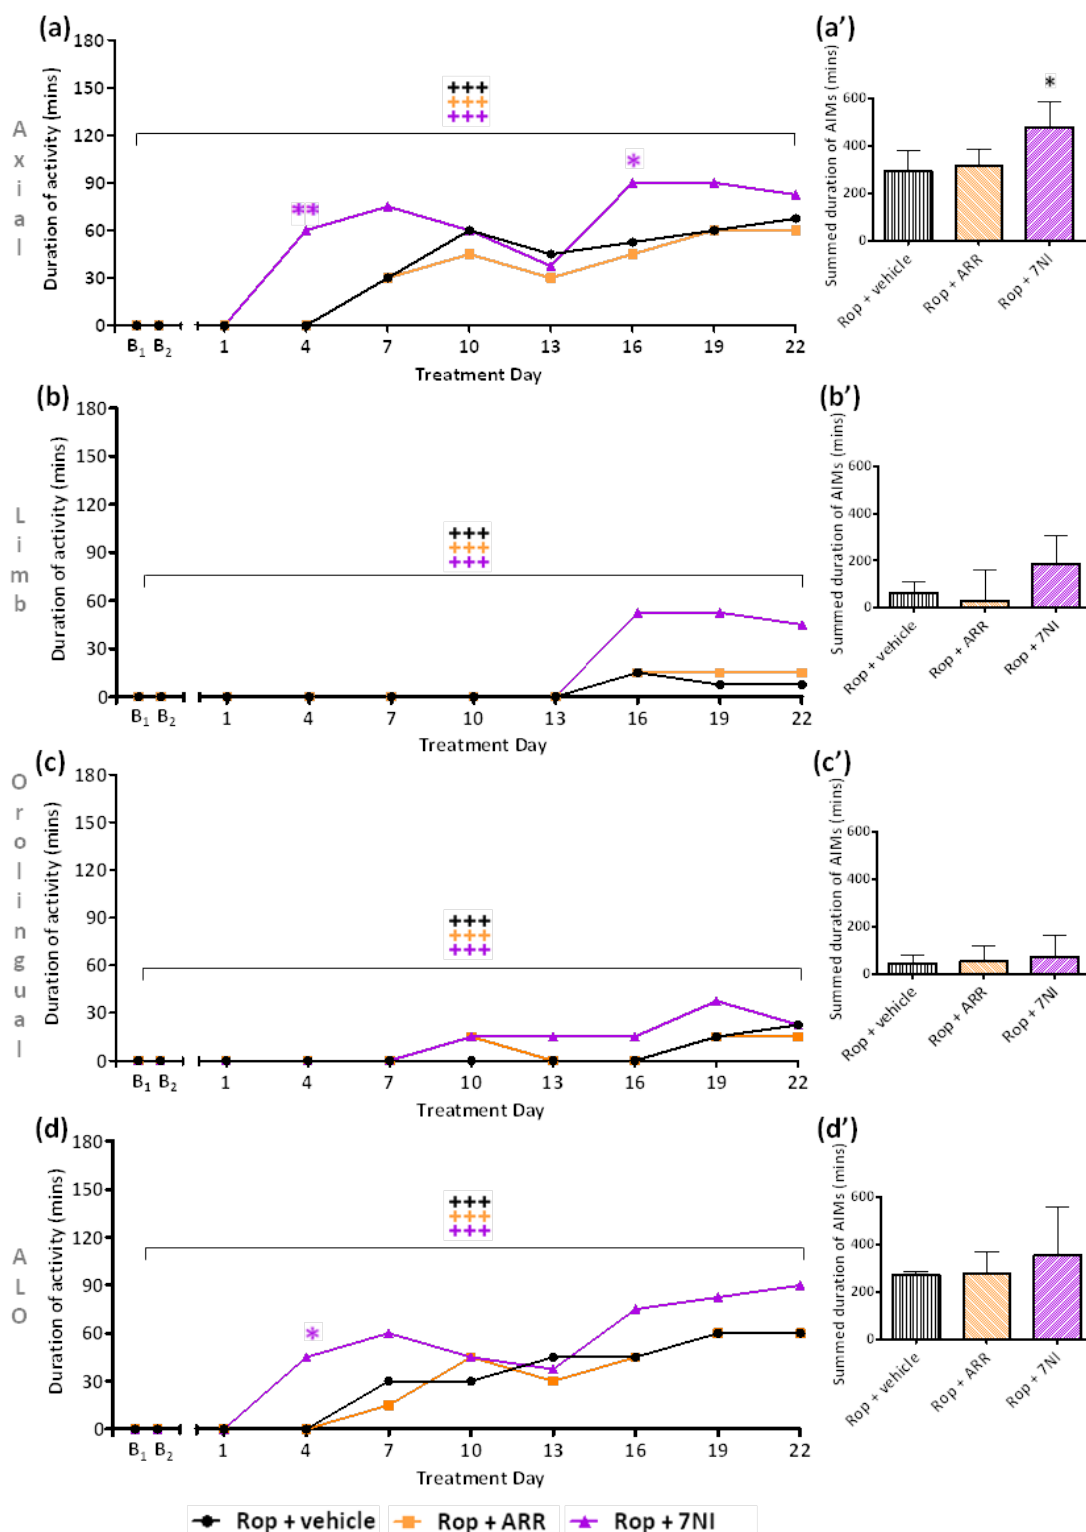 (a)
Axial
Duration of activity (mins)
180
150
120
90
60
30
0
+++
+++
+++
**
*
B1 B2 1 4 7 10 13 16 19 22
Treatment Day
(a’)
Summed duration of AIMs (mins)
600
400
200
0
*
Rop + vehicle
Rop + ARR
Rop + 7NI
(b)
Limb
Duration of activity (mins)
180
150
120
90
60
30
0
+++
+++
+++
B1 B2 1 4 7 10 13 16 19 22
Treatment Day
(b’)
Summed duration of AIMs (mins)
600
400
200
0
Rop + vehicle
Rop + ARR
Rop + 7NI
(c)
Orolingual
Duration of activity (mins)
180
150
120
90
60
30
0
+++
+++
+++
B1 B2 1 4 7 10 13 16 19 22
Treatment Day
(c’)
Summed duration of AIMs (mins)
600
400
200
0
Rop + vehicle
Rop + ARR
Rop + 7NI
(d)
ALO
Duration of activity (mins)
180
150
120
90
60
30
0
+++
+++
+++
*
B1 B2 1 4 7 10 13 16 19 22
Treatment Day
(d’)
Summed duration of AIMs (mins)
600
400
200
0
Rop + vehicle
Rop + ARR
Rop + 7NI
Rop + vehicle Rop + ARR Rop + 7NI